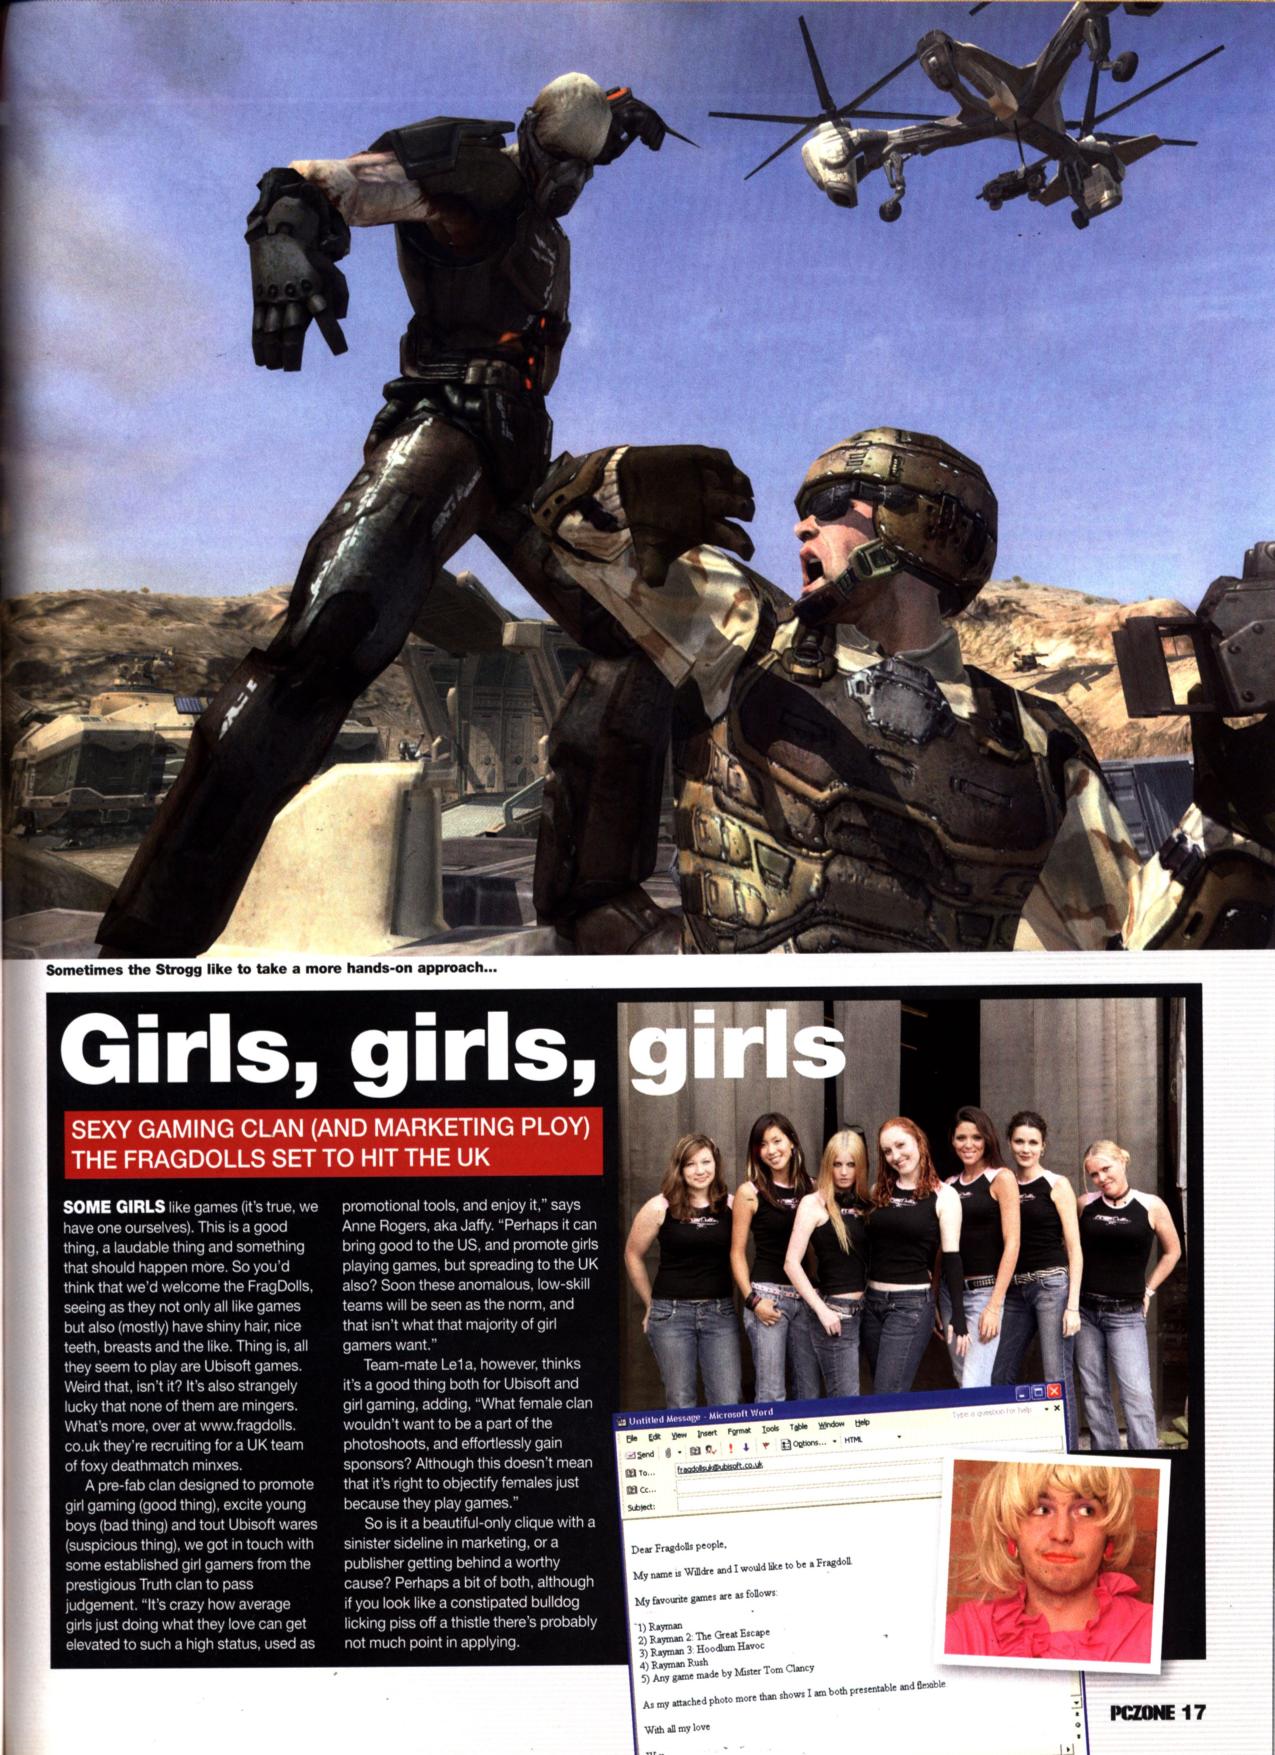 Sometimes the Strogg like to take a more hands-on approach...
Girls, girls, girls
SEXY GAMING CLAN (AND MARKETING PLOY)
THE FRAGDOLLS SET TO HIT THE UK
SOME GIRLS like games (it's true, we
have one ourselves). This is a good
thing, a laudable thing and something
that should happen more. So you'd
think that we'd welcome the FragDolls,
seeing as they not only all like games
but also (mostly) have shiny hair, nice
teeth, breasts and the like. Thing is, all
they seem to play are Ubisoft games.
Weird that, isn't it? It's also strangely
lucky that none of them are mingers.
What's more, over at www.fragdolls.
co.uk they're recruiting for a UK team
of foxy deathmatch minxes.
A pre-fab clan designed to promote
girl gaming (good thing), excite young
boys (bad thing) and tout Ubisoft wares
(suspicious thing), we got in touch with
some established girl gamers from the
prestigious Truth clan to pass
judgement. "It's crazy how average
girls just doing what they love can get
elevated to such a high status, used as
promotional tools, and enjoy it," says
Anne Rogers, aka Jaffy. "Perhaps it can
bring good to the US, and promote girls
playing games, but spreading to the UK
also? Soon these anomalous, low-skill
teams will be seen as the norm, and
that isn't what that majority of girl
gamers want."
Team-mate Le1a, however, thinks
it's a good thing both for Ubisoft and
girl gaming, adding, "What female clan
wouldn't want to be a part of the
photoshoots, and effortlessly gain
sponsors? Although this doesn't mean
that it's right to objectify females just
because they play games."
So is it a beautiful-only clique with a
sinister sideline in marketing, or a
publisher getting behind a worthy
cause? Perhaps a bit of both, although
if you look like a constipated bulldog
licking piss off a thistle there's probably
not much point in applying.
Untitled Message - Microsoft Word
File Edit View Insert Format Tools Table Window Help
Type a question for help
Send Options... HTML
To... fragdollsuk@ubisoft.co.uk
Cc...
Subject:
Dear Fragdolls people,
My name is Willdre and I would like to be a Fragdoll
My favourite games are as follows:
1) Rayman
2) Rayman 2: The Great Escape
3) Rayman 3: Hoodlum Havoc
4) Rayman Rush
5) Any game made by Mister Tom Clancy
As my attached photo more than shows I am both presentable and flexible
With all my love
PCZONE 17